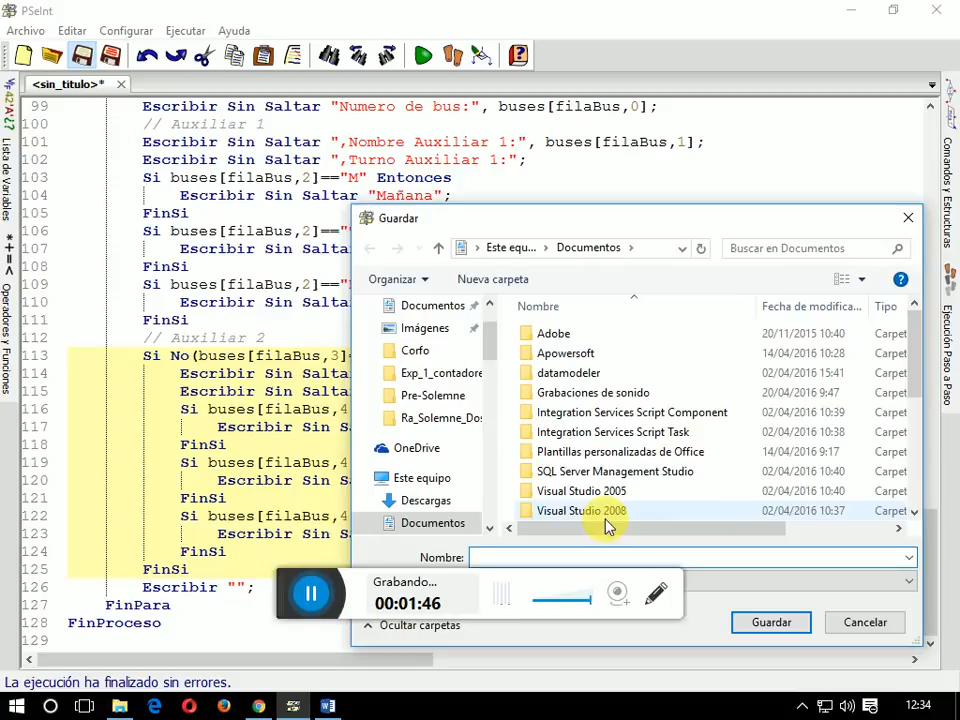 PSeInt
Archivo Editar Configurar Ejecutar Ayuda
<sin_titulo>*
99 Escribir Sin Saltar "Numero de bus:", buses[filaBus,0];
100 // Auxiliar 1
101 Escribir Sin Saltar ",Nombre Auxiliar 1:", buses[filaBus,1];
102 Escribir Sin Saltar ",Turno Auxiliar 1:";
103 Si buses[filaBus,2]=="M" Entonces
104 Escribir Sin Saltar "Mañana";
105 FinSi
106 Si buses[filaBus,2]=="
107 Escribir Sin Salta
108 FinSi
109 Si buses[filaBus,2]=="
110 Escribir Sin Salta
111 FinSi
112 // Auxiliar 2
113 Si No(buses[filaBus,3]=
114 Escribir Sin Salta
115 Escribir Sin Salta
116 Si buses[filaBus,4
117 Escribir Sin Sa
118 FinSi
119 Si buses[filaBus,4
120 Escribir Sin Sa
121 FinSi
122 Si buses[filaBus,4
123 Escribir Sin Sa
124 FinSi
125 FinSi
126 Escribir "";
127 FinPara
128 FinProceso
129
La ejecución ha finalizado sin errores.
Lista de Variables
Operadores y Funciones
Comandos y Estructuras
Ejecución Paso a Paso
Guardar
Este equ... Documentos
Buscar en Documentos
Organizar Nueva carpeta
Documentos
Imágenes
Corfo
Exp_1_contadore
Pre-Solemne
Ra_Solemne_Dos
OneDrive
Este equipo
Descargas
Documentos
Nombre Fecha de modifica... Tipo
Adobe 20/11/2015 10:40 Carpet
Apowersoft 14/04/2016 10:28 Carpet
datamodeler 02/04/2016 15:41 Carpet
Grabaciones de sonido 20/04/2016 9:47 Carpet
Integration Services Script Component 02/04/2016 10:39 Carpet
Integration Services Script Task 02/04/2016 10:38 Carpet
Plantillas personalizadas de Office 14/04/2016 9:17 Carpet
SQL Server Management Studio 02/04/2016 10:40 Carpet
Visual Studio 2005 02/04/2016 10:40 Carpet
Visual Studio 2008 02/04/2016 10:37 Carpet
Nombre:
Grabando...
00:01:46
Ocultar carpetas
Guardar Cancelar
12:34